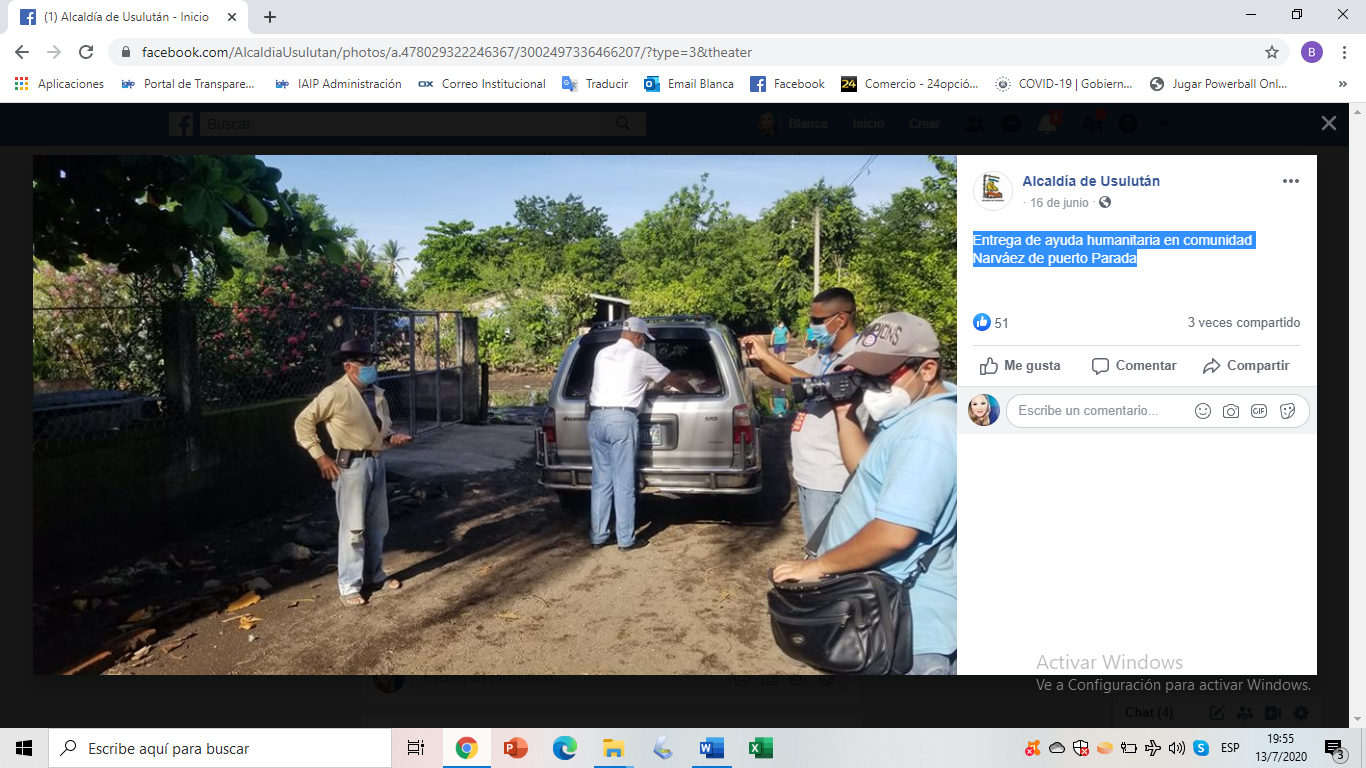 (1) Alcaldía de Usulután - Inicio
facebook.com/AlcaldiaUsulutan/photos/a.478029322246367/3002497336466207/?type=3&theater
B
Aplicaciones
Portal de Transpare...
IAIP Administración
Correo Institucional
Traducir
Email Blanca
Facebook
24
Comercio - 24opció...
COVID-19 | Gobiern...
Jugar Powerball Onl...
Buscar
Blanca
Inicio
Crear
Alcaldía de Usulután
· 16 de junio ·
Entrega de ayuda humanitaria en comunidad
Narváez de puerto Parada
51
3 veces compartido
Me gusta
Comentar
Compartir
Escribe un comentario...
GIF
Activar Windows
Ve a Configuración para activar Windows.
Chat (4)
Escribe aquí para buscar
ESP
19:55
13/7/2020
3